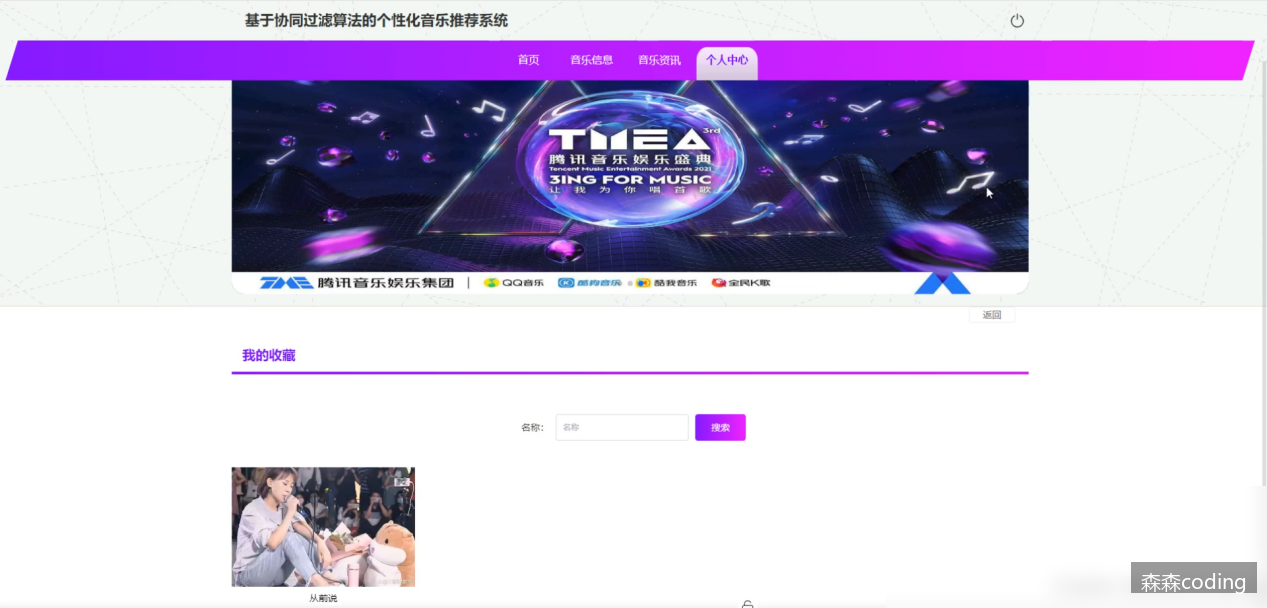 基于协同过滤算法的个性化音乐推荐系统
首页 音乐信息 音乐资讯 个人中心
TMEA 3rd
腾讯音乐娱乐盛典
Tencent Music Entertainment Awards 2021
3ING FOR MUSIC
让我为你唱首歌
TME 腾讯音乐娱乐集团 | QQ音乐 酷狗音乐 酷我音乐 全民K歌
返回
我的收藏
名称： 名称 搜索
从前说
森森coding